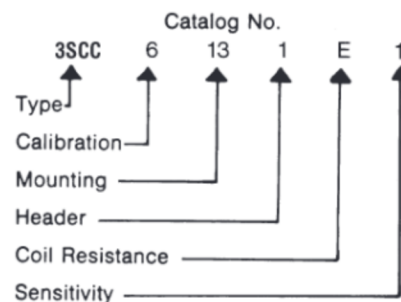 Catalog No.
3SCC 6 13 1 E 1
Type
Calibration
Mounting
Header
Coil Resistance
Sensitivity